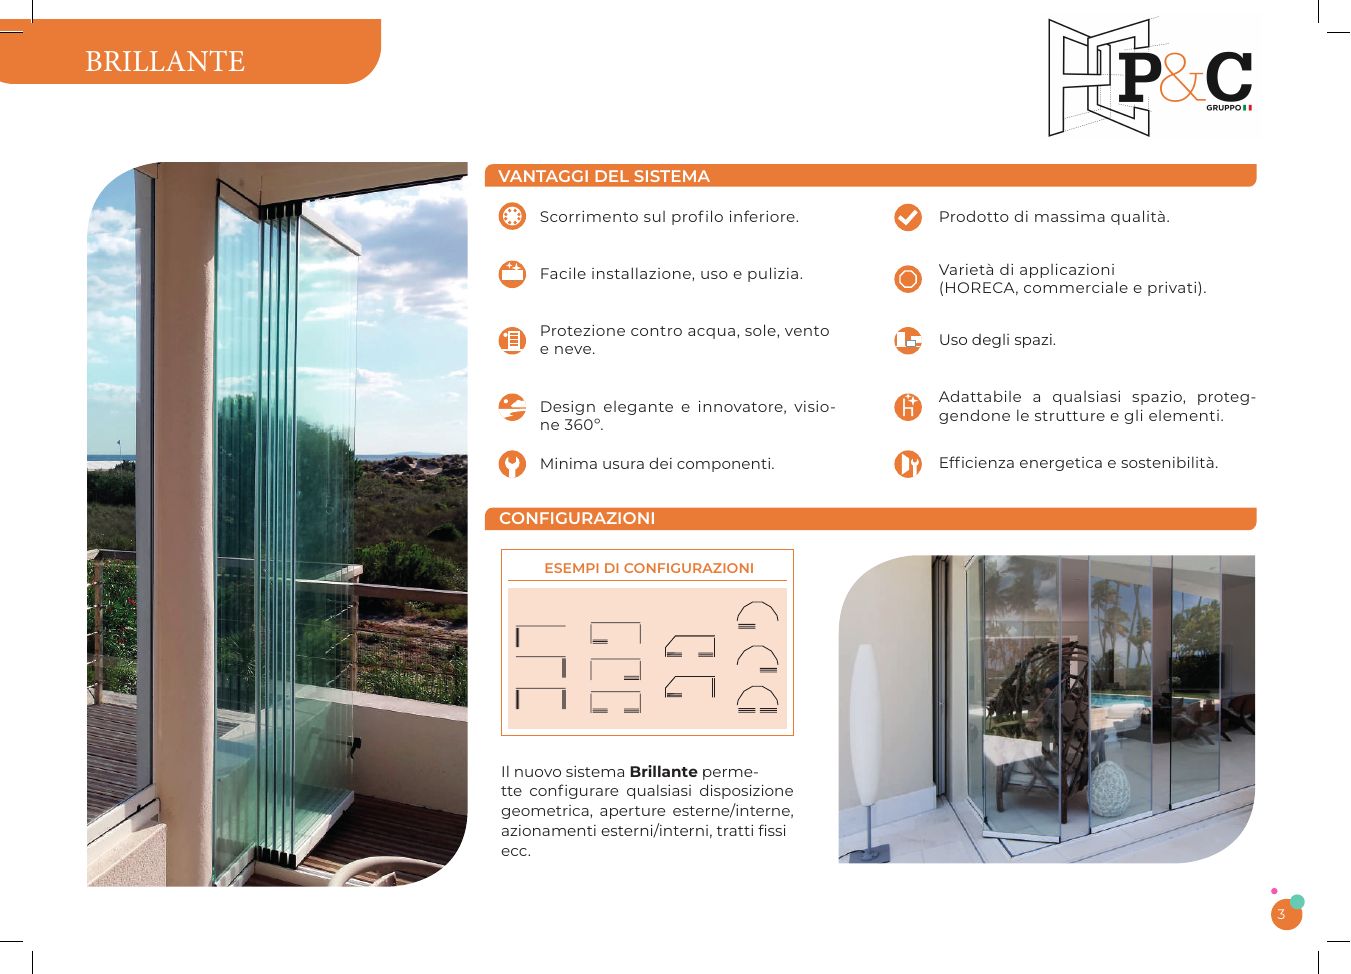 BRILLANTE
P&C
GRUPPO
VANTAGGI DEL SISTEMA
Scorrimento sul profilo inferiore.
Facile installazione, uso e pulizia.
Protezione contro acqua, sole, vento
e neve.
Design elegante e innovatore, visio-
ne 360º.
Minima usura dei componenti.
Prodotto di massima qualità.
Varietà di applicazioni
(HORECA, commerciale e privati).
Uso degli spazi.
Adattabile a qualsiasi spazio, proteg-
gendone le strutture e gli elementi.
Efficienza energetica e sostenibilità.
CONFIGURAZIONI
ESEMPI DI CONFIGURAZIONI
Il nuovo sistema Brillante perme-
tte configurare qualsiasi disposizione
geometrica, aperture esterne/interne,
azionamenti esterni/interni, tratti fissi
ecc.
3